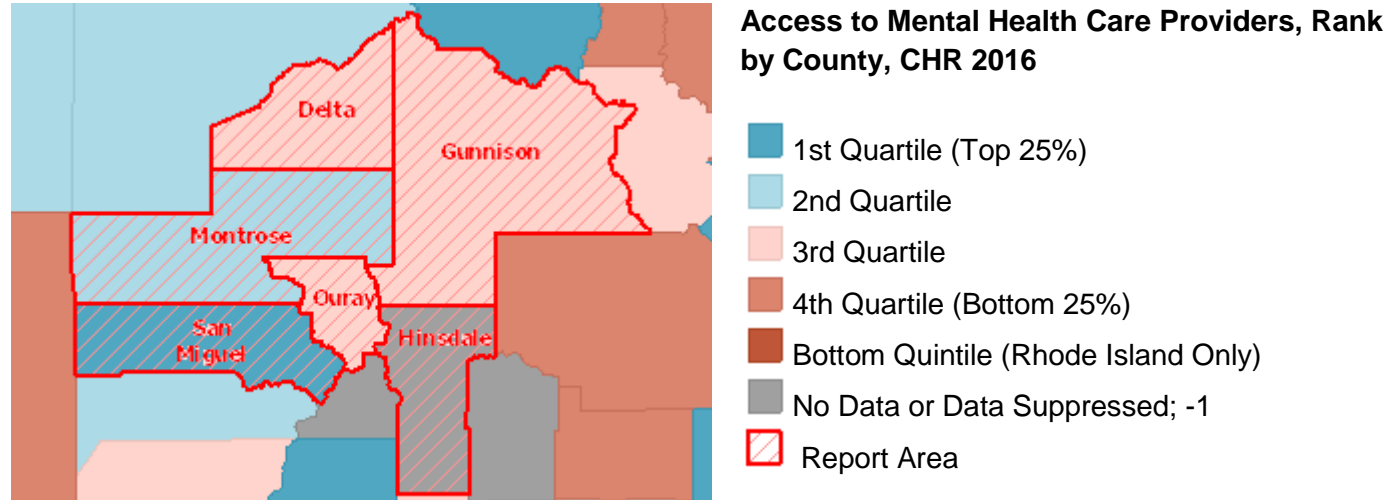 Access to Mental Health Care Providers, Rank
by County, CHR 2016
1st Quartile (Top 25%)
2nd Quartile
3rd Quartile
4th Quartile (Bottom 25%)
Bottom Quintile (Rhode Island Only)
No Data or Data Suppressed; -1
Report Area
Delta
Gunnison
Montrose
Ouray
San
Miguel
Hinsdale